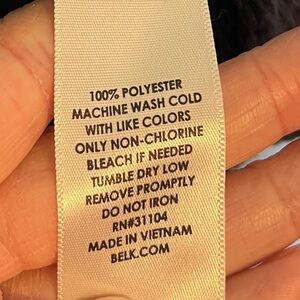 100% POLYESTER
MACHINE WASH COLD
WITH LIKE COLORS
ONLY NON-CHLORINE
BLEACH IF NEEDED
TUMBLE DRY LOW
REMOVE PROMPTLY
DO NOT IRON
RN#31104
MADE IN VIETNAM
BELK.COM